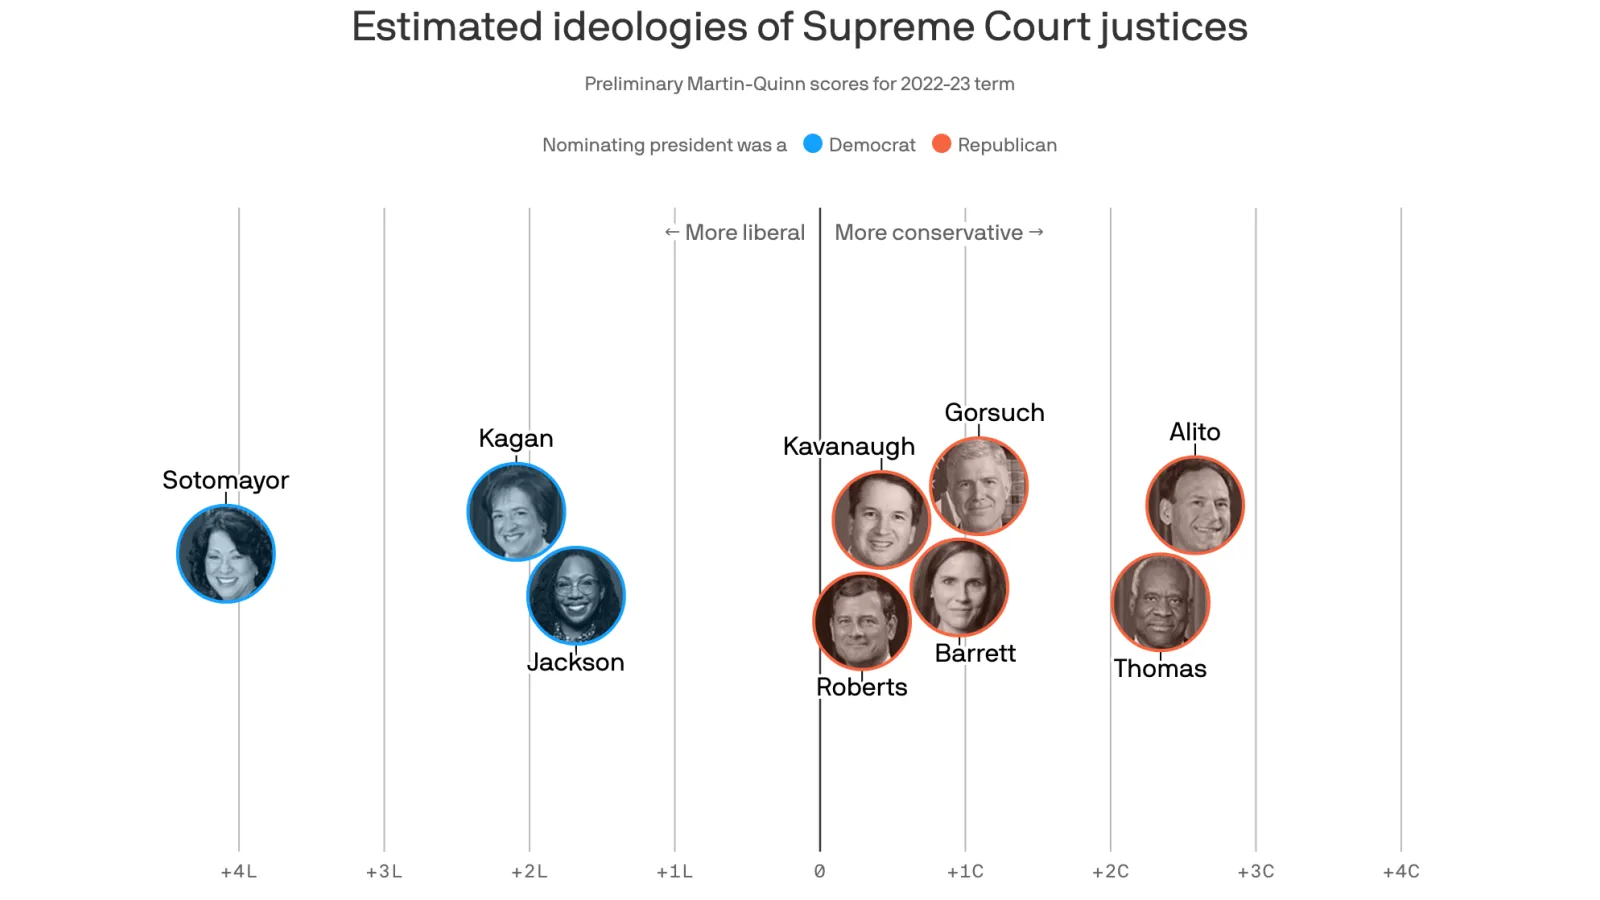 Estimated ideologies of Supreme Court justices
Preliminary Martin-Quinn scores for 2022-23 term
Nominating president was a Democrat Republican
← More liberal More conservative →
Gorsuch
Alito
Kagan
Kavanaugh
Sotomayor
Barrett
Jackson
Thomas
Roberts
+4L +3L +2L +1L 0 +1C +2C +3C +4C